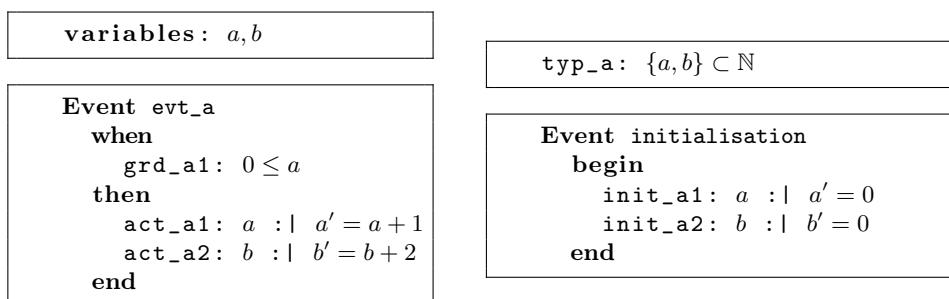 variables: a, b
Event evt_a
when
grd_a1: 0 ≤ a
then
act_a1: a :| a′ = a + 1
act_a2: b :| b′ = b + 2
end
typ_a: {a, b} ⊂ ℕ
Event initialisation
begin
init_a1: a :| a′ = 0
init_a2: b :| b′ = 0
end